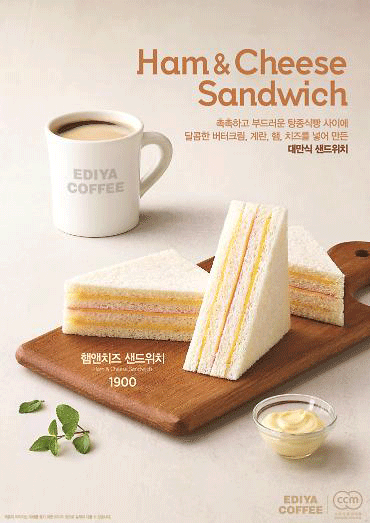 Ham & Cheese
Sandwich
촉촉하고 부드러운 탕종식빵 사이에
달콤한 버터크림, 계란, 햄, 치즈를 넣어 만든
대만식 샌드위치
EDIYA
COFFEE
햄앤치즈 샌드위치
Ham & Cheese Sandwich
1900
EDIYA
COFFEE
ccm